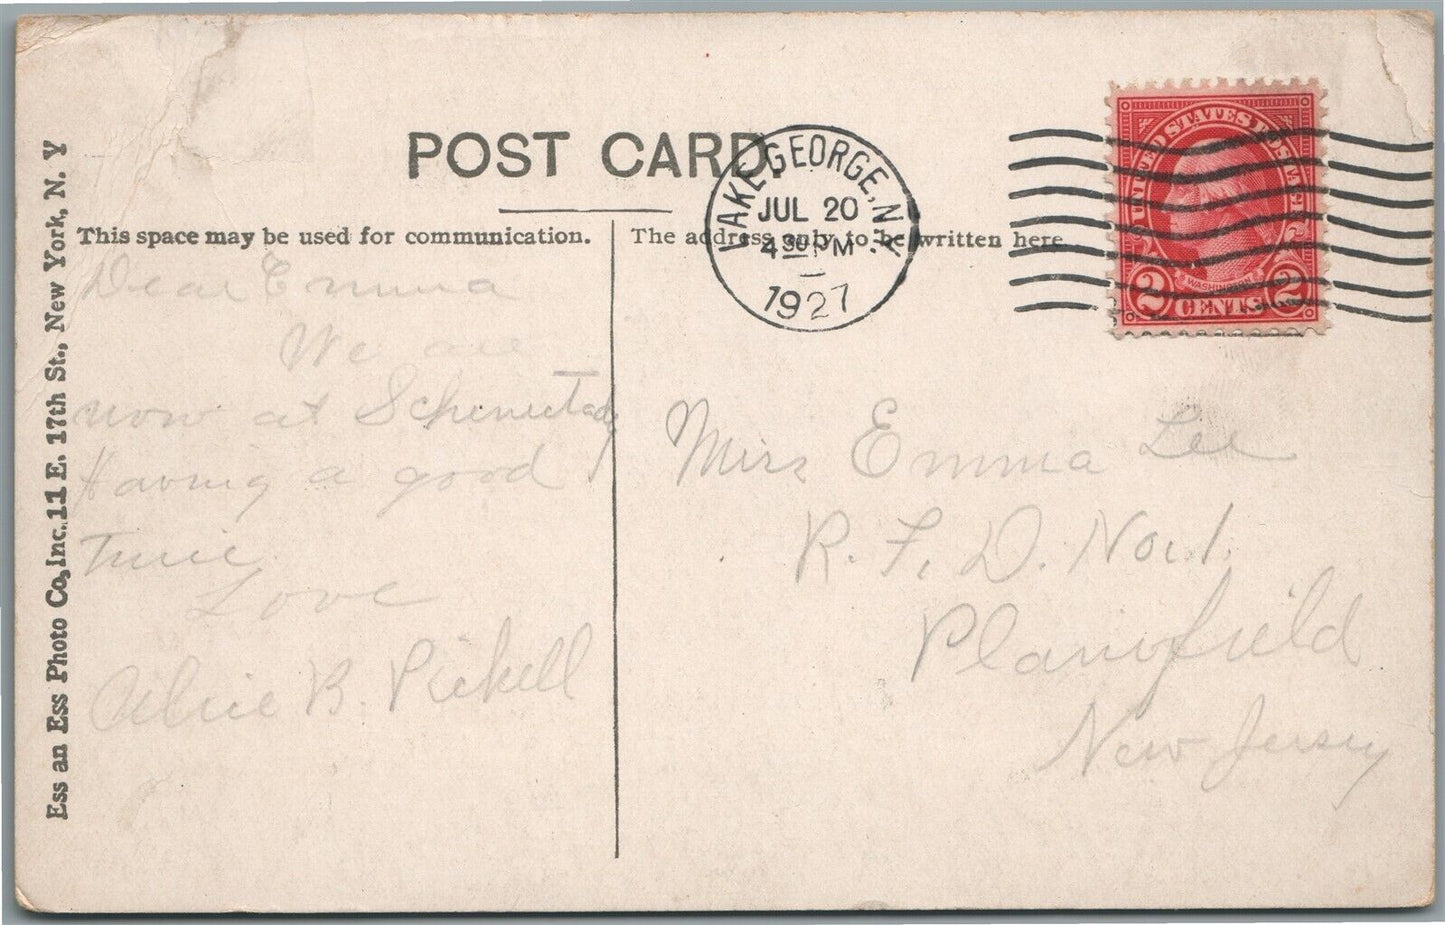 POST CARD.
This space may be used for communication.
The address only to be written here.
Ess an Ess Photo Co, Inc. 11 E. 17th St., New York, N. Y
LAKE GEORGE, N.Y.
JUL 20
4 30 PM
1927
UNITED STATES POSTAGE
WASHINGTON
2 CENTS 2
Dear Emma
We are
now at Schenectady
Having a good
time
Love
Alice B. Pickell
Miss Emma Lee
R. F. D. No. 1.
Plainfield
New Jersey